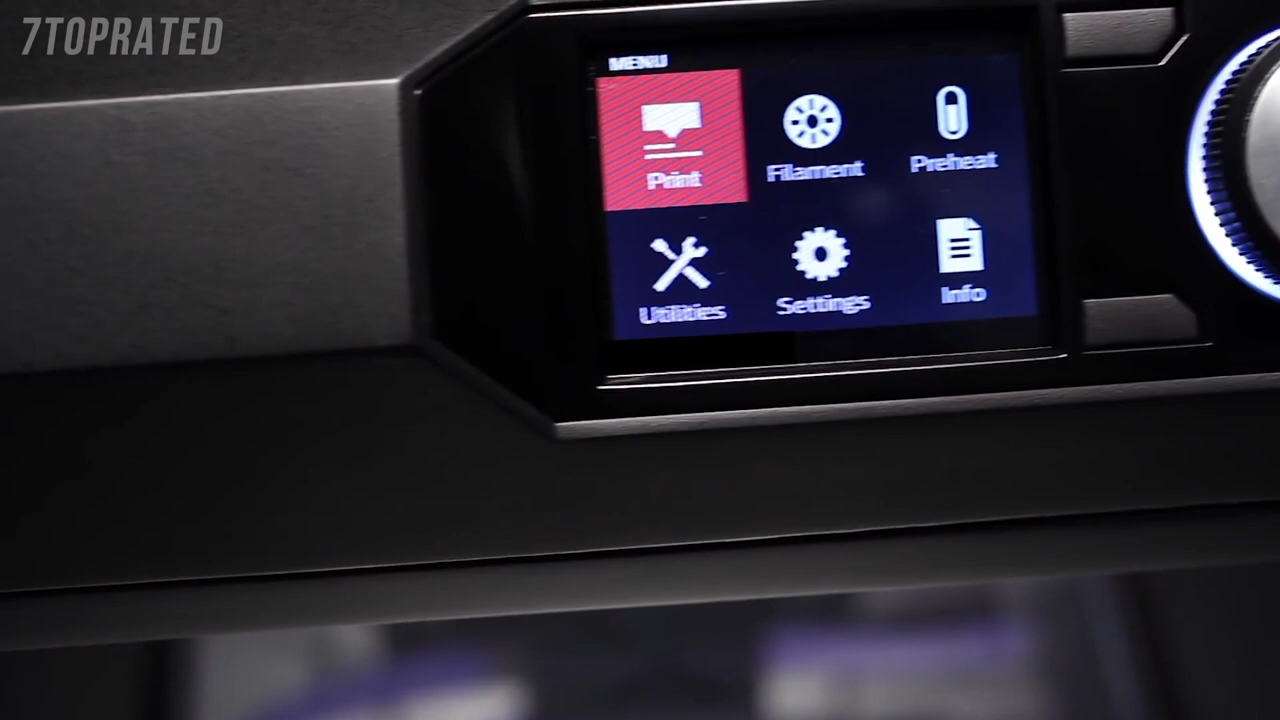 7TOPRATED
MENU
Print
Filament
Preheat
Utilities
Settings
Info